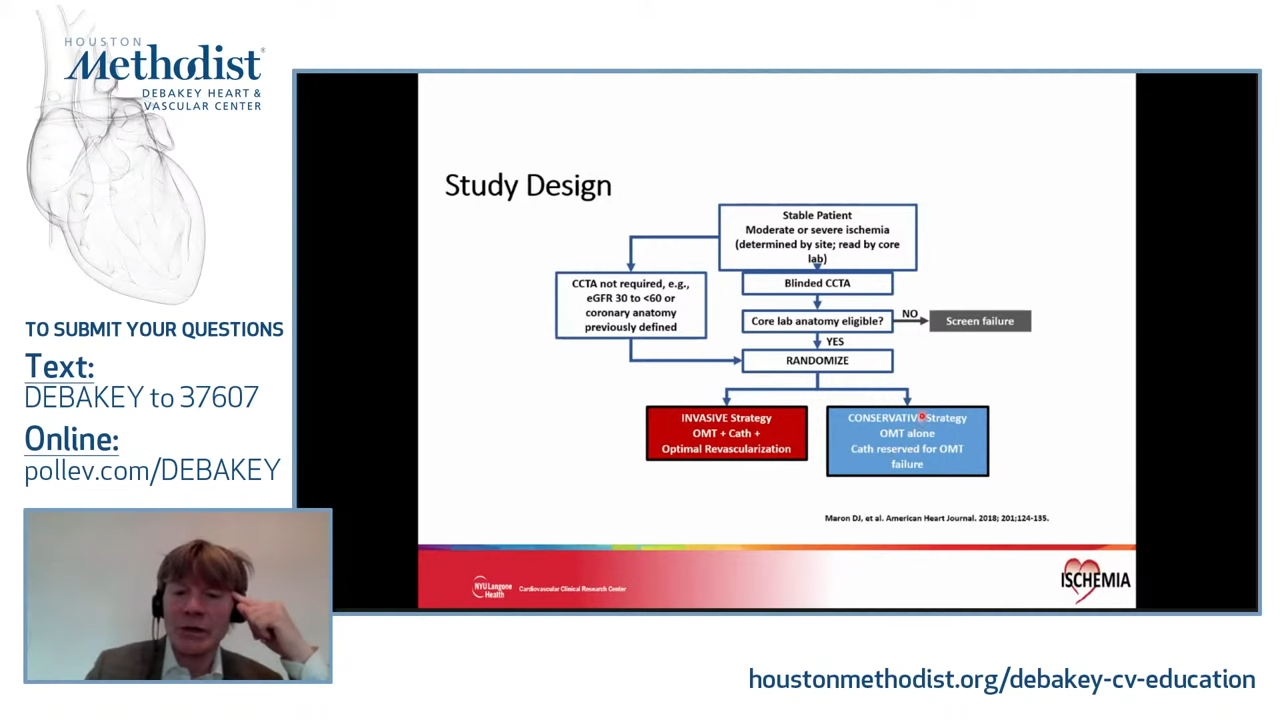 HOUSTON
Methodist®
DEBAKEY HEART &
VASCULAR CENTER
TO SUBMIT YOUR QUESTIONS
Text:
DEBAKEY to 37607
Online:
pollev.com/DEBAKEY
Study Design
Stable Patient
Moderate or severe ischemia
(determined by site; read by core
lab)
CCTA not required, e.g.,
eGFR 30 to <60 or
coronary anatomy
previously defined
Blinded CCTA
Core lab anatomy eligible?
NO
Screen failure
YES
RANDOMIZE
INVASIVE Strategy
OMT + Cath +
Optimal Revascularization
CONSERVATIVE Strategy
OMT alone
Cath reserved for OMT
failure
Maron DJ, et al. American Heart Journal. 2018; 201;124-135.
NYU Langone
Health
Cardiovascular Clinical Research Center
ISCHEMIA
houstonmethodist.org/debakey-cv-education